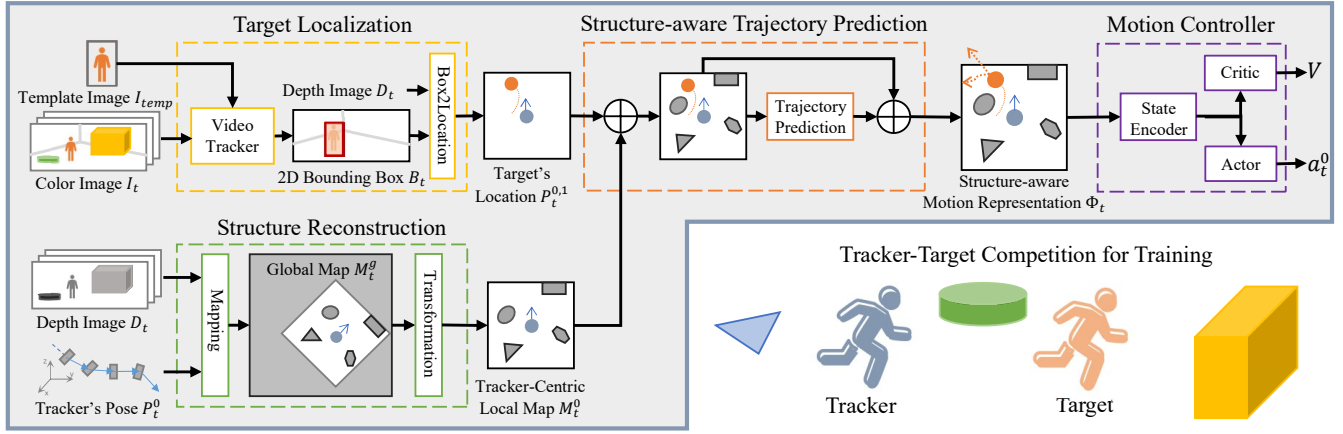 Target Localization
Template Image $I_{temp}$
Color Image $I_t$
Video
Tracker
Depth Image $D_t$
2D Bounding Box $B_t$
Box2Location
Target's
Location $P_t^{0,1}$
Structure-aware Trajectory Prediction
Trajectory
Prediction
Structure-aware
Motion Representation $\Phi_t$
Motion Controller
State
Encoder
Critic
Actor
$V$
$a_t^0$
Structure Reconstruction
Depth Image $D_t$
z
y
x
Tracker's Pose $P_t^0$
Mapping
Global Map $M_t^g$
Transformation
Tracker-Centric
Local Map $M_t^0$
Tracker-Target Competition for Training
Tracker
Target